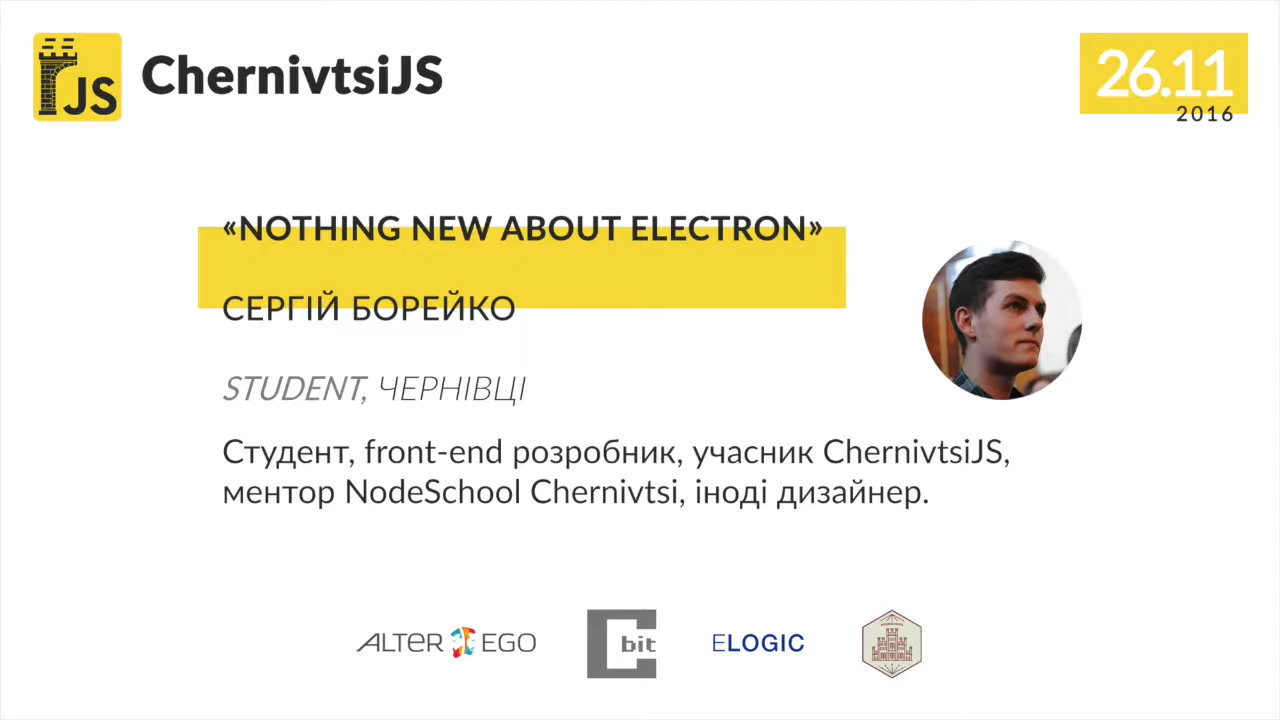 JS
ChernivtsiJS
26.11
2016
«NOTHING NEW ABOUT ELECTRON»
СЕРГІЙ БОРЕЙКО
STUDENT, ЧЕРНІВЦІ
Студент, front-end розробник, учасник ChernivtsiJS,
ментор NodeSchool Chernivtsi, іноді дизайнер.
ALTER EGO
C bit
ELOGIC